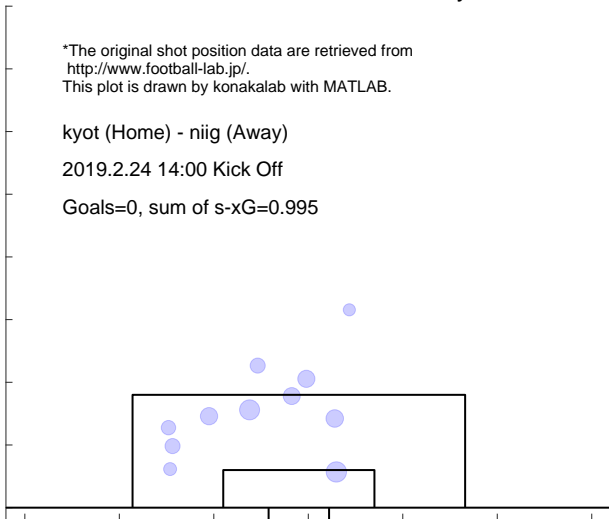 *The original shot position data are retrieved from
http://www.football-lab.jp/.
This plot is drawn by konakalab with MATLAB.
kyot (Home) - niig (Away)
2019.2.24 14:00 Kick Off
Goals=0, sum of s-xG=0.995